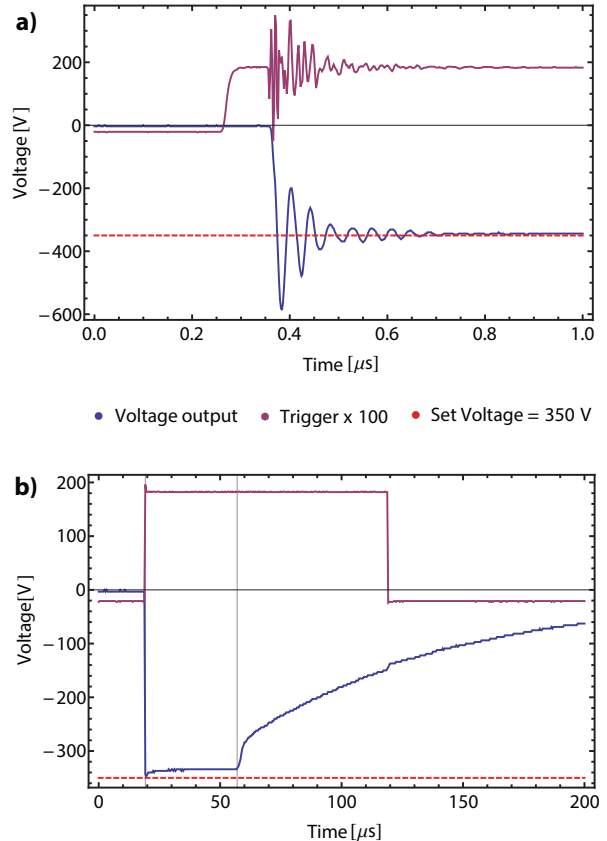 a)
200
0
−200
−400
−600
Voltage [V]
0.0 0.2 0.4 0.6 0.8 1.0
Time [μs]
• Voltage output • Trigger x 100 • Set Voltage = 350 V
b)
200
100
0
−100
−200
−300
Voltage[V]
0 50 100 150 200
Time [μs]